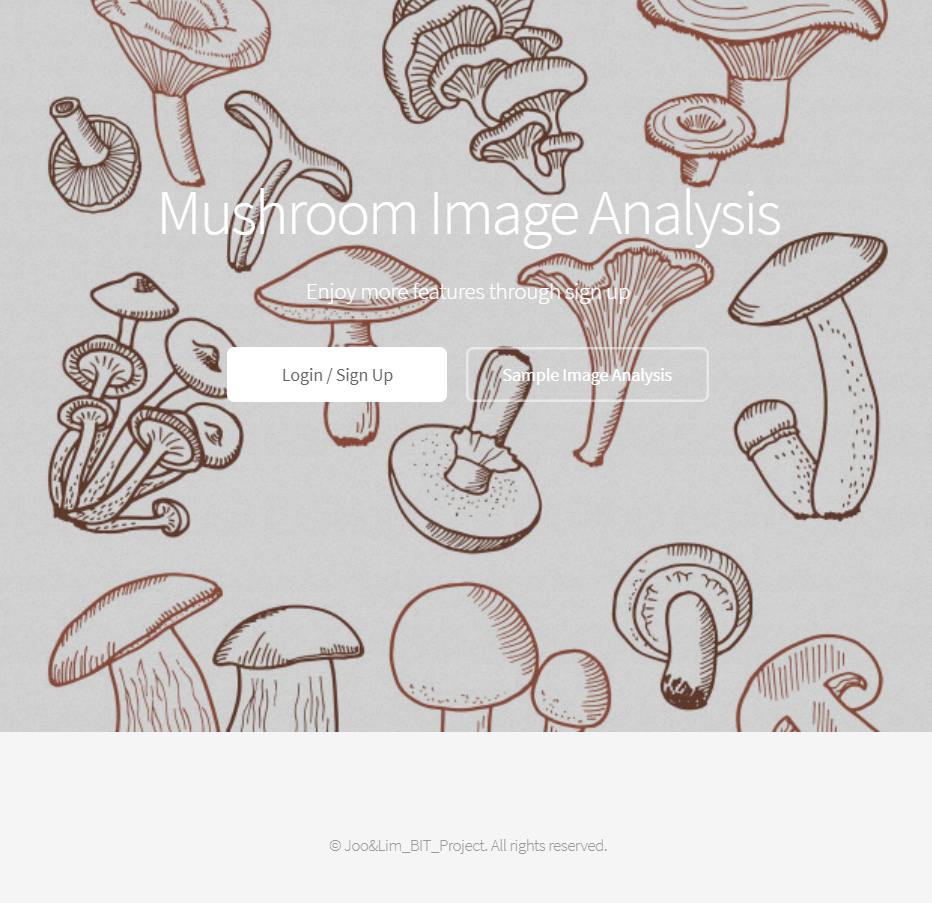 Mushroom Image Analysis
Enjoy more features through sign up
Login / Sign Up
Sample Image Analysis
© Joo&Lim_BIT_Project. All rights reserved.